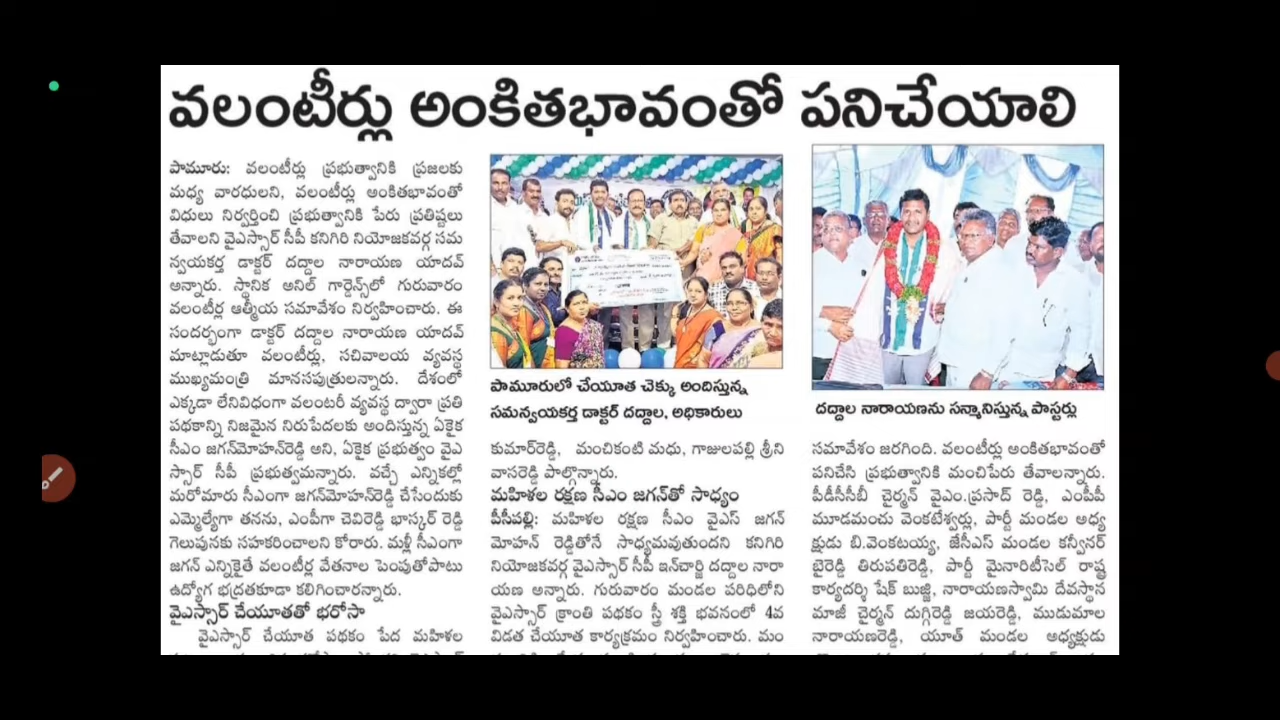 వలంటీర్లు అంకితభావంతో పనిచేయాలి
పామూరు: వలంటీర్లు ప్రభుత్వానికి ప్రజలకు
మధ్య వారధులని, వలంటీర్లు అంకితభావంతో
విధులు నిర్వర్తించి ప్రభుత్వానికి పేరు ప్రతిష్టలు
తేవాలని వైఎస్సార్ సీపీ కనిగిరి నియోజకవర్గ సమ
న్వయకర్త డాక్టర్ దద్దాల నారాయణ యాదవ్
అన్నారు. స్థానిక అనిల్ గార్డెన్స్‌లో గురువారం
వలంటీర్ల ఆత్మీయ సమావేశం నిర్వహించారు. ఈ
సందర్భంగా డాక్టర్ దద్దాల నారాయణ యాదవ్
మాట్లాడుతూ వలంటీర్లు, సచివాలయ వ్యవస్థ
ముఖ్యమంత్రి మానసపుత్రులన్నారు. దేశంలో
ఎక్కడా లేనివిధంగా వలంటరీ వ్యవస్థ ద్వారా ప్రతి
పథకాన్ని నిజమైన నిరుపేదలకు అందిస్తున్న ఏకైక
సీఎం జగన్‌మోహన్‌రెడ్డి అని, ఏకైక ప్రభుత్వం వైఎ
స్సార్ సీపీ ప్రభుత్వమన్నారు. వచ్చే ఎన్నికల్లో
మరోమారు సీఎంగా జగన్‌మోహన్‌రెడ్డి చేసేందుకు
ఎమ్మెల్యేగా తనను, ఎంపీగా చెవిరెడ్డి భాస్కర్ రెడ్డి
గెలుపునకు సహకరించాలని కోరారు. మళ్లీ సీఎంగా
జగన్ ఎన్నికైతే వలంటీర్ల వేతనాల పెంపుతోపాటు
ఉద్యోగ భద్రతకూడా కలిగించారన్నారు.
వైఎస్సార్ చేయూతతో భరోసా
వైఎస్సార్ చేయూత పథకం పేద మహిళల
పామూరులో చేయూత చెక్కు అందిస్తున్న
సమన్వయకర్త డాక్టర్ దద్దాల, అధికారులు
కుమార్‌రెడ్డి, మంచికంటి మధు, గాజులపల్లి శ్రీని
వాసరెడ్డి పాల్గొన్నారు.
మహిళల రక్షణ సీఎం జగన్‌తో సాధ్యం
పీసీపల్లి: మహిళల రక్షణ సీఎం వైఎస్ జగన్
మోహన్ రెడ్డితోనే సాధ్యమవుతుందని కనిగిరి
నియోజకవర్గ వైఎస్సార్ సీపీ ఇన్‌చార్జి దద్దాల నారా
యణ అన్నారు. గురువారం మండల పరిధిలోని
వైఎస్సార్ క్రాంతి పథకం స్త్రీ శక్తి భవనంలో 4వ
విడత చేయూత కార్యక్రమం నిర్వహించారు. మం
దద్దాల నారాయణను సన్మానిస్తున్న పాస్టర్లు
సమావేశం జరగింది. వలంటీర్లు అంకితభావంతో
పనిచేసి ప్రభుత్వానికి మంచిపేరు తేవాలన్నారు.
పీడీసీసీబీ చైర్మన్ వైఎం.ప్రసాద్ రెడ్డి, ఎంపీపీ
మూడమంచు వెంకటేశ్వర్లు, పార్టీ మండల అధ్య
క్షుడు బి.వెంకటయ్య, జేసీఎస్ మండల కన్వీనర్
బైరెడ్డి తిరుపతిరెడ్డి, పార్టీ మైనారిటీసెల్ రాష్ట్ర
కార్యదర్శి షేక్ బుజ్జి, నారాయణస్వామి దేవస్థాన
మాజీ చైర్మన్ దుగ్గిరెడ్డి జయరెడ్డి, ముడుమాల
నారాయణరెడ్డి, యూత్ మండల అధ్యక్షుడు